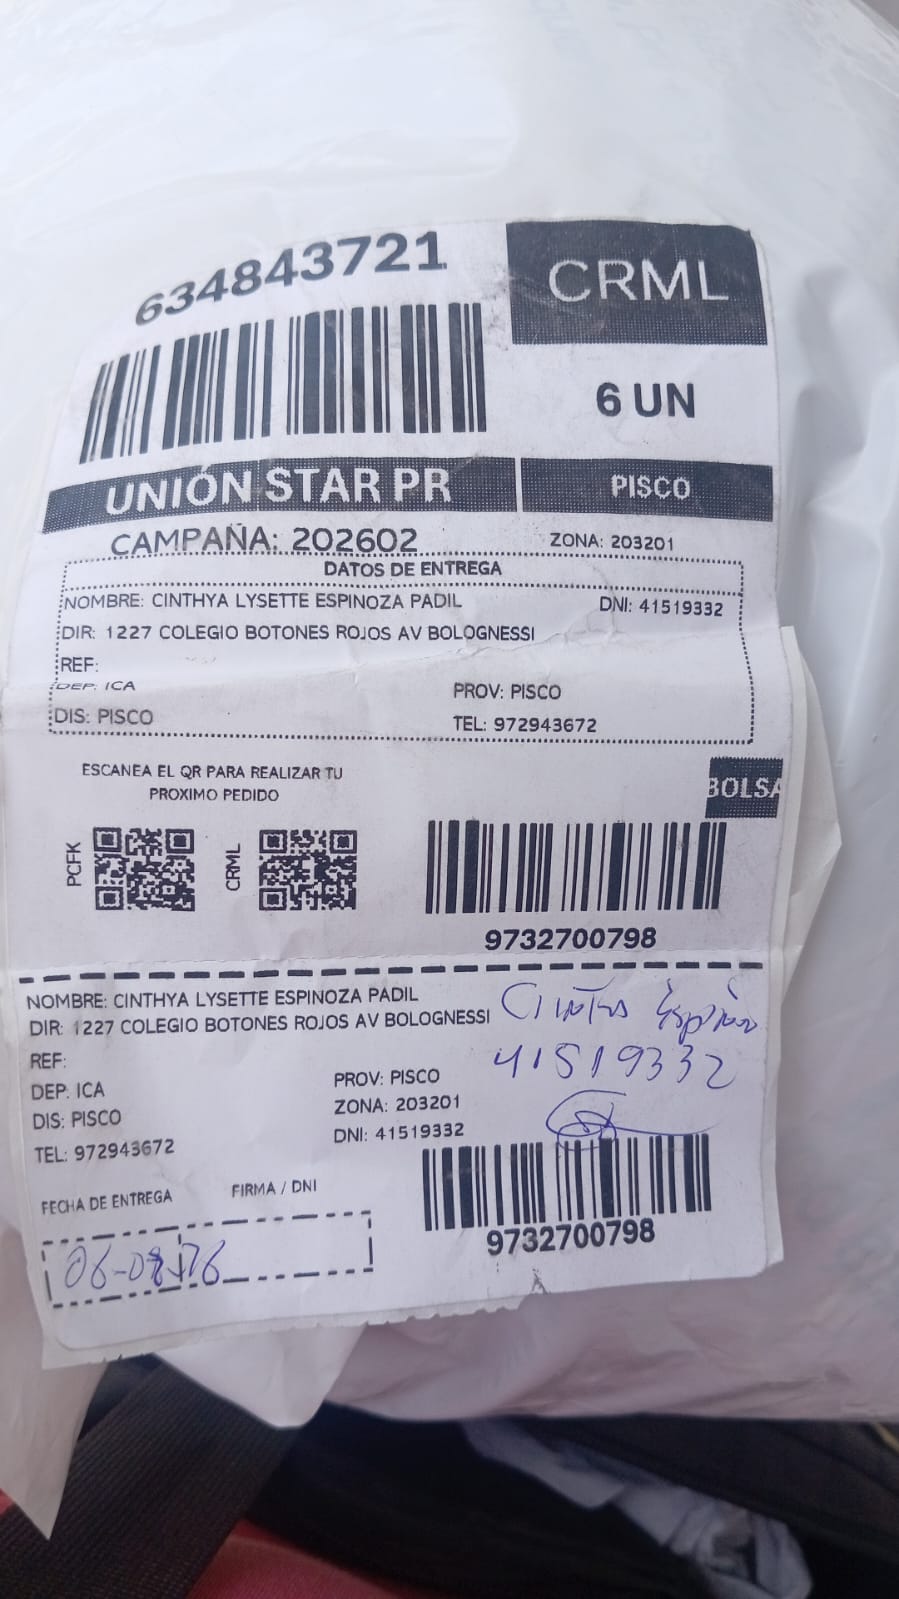 634843721
CRML
6 UN
UNIÓN STAR PR
PISCO
CAMPAÑA: 202602
ZONA: 203201
DATOS DE ENTREGA
NOMBRE: CINTHYA LYSETTE ESPINOZA PADIL DNI: 41519332
DIR: 1227 COLEGIO BOTONES ROJOS AV BOLOGNESSI
REF:
DEP: ICA PROV: PISCO
DIS: PISCO TEL: 972943672
ESCANEA EL QR PARA REALIZAR TU
PROXIMO PEDIDO
BOLSA
PCFK
CRML
9732700798
NOMBRE: CINTHYA LYSETTE ESPINOZA PADIL
DIR: 1227 COLEGIO BOTONES ROJOS AV BOLOGNESSI
REF:
DEP: ICA PROV: PISCO
DIS: PISCO ZONA: 203201
TEL: 972943672 DNI: 41519332
41519332
FECHA DE ENTREGA FIRMA / DNI
9732700798